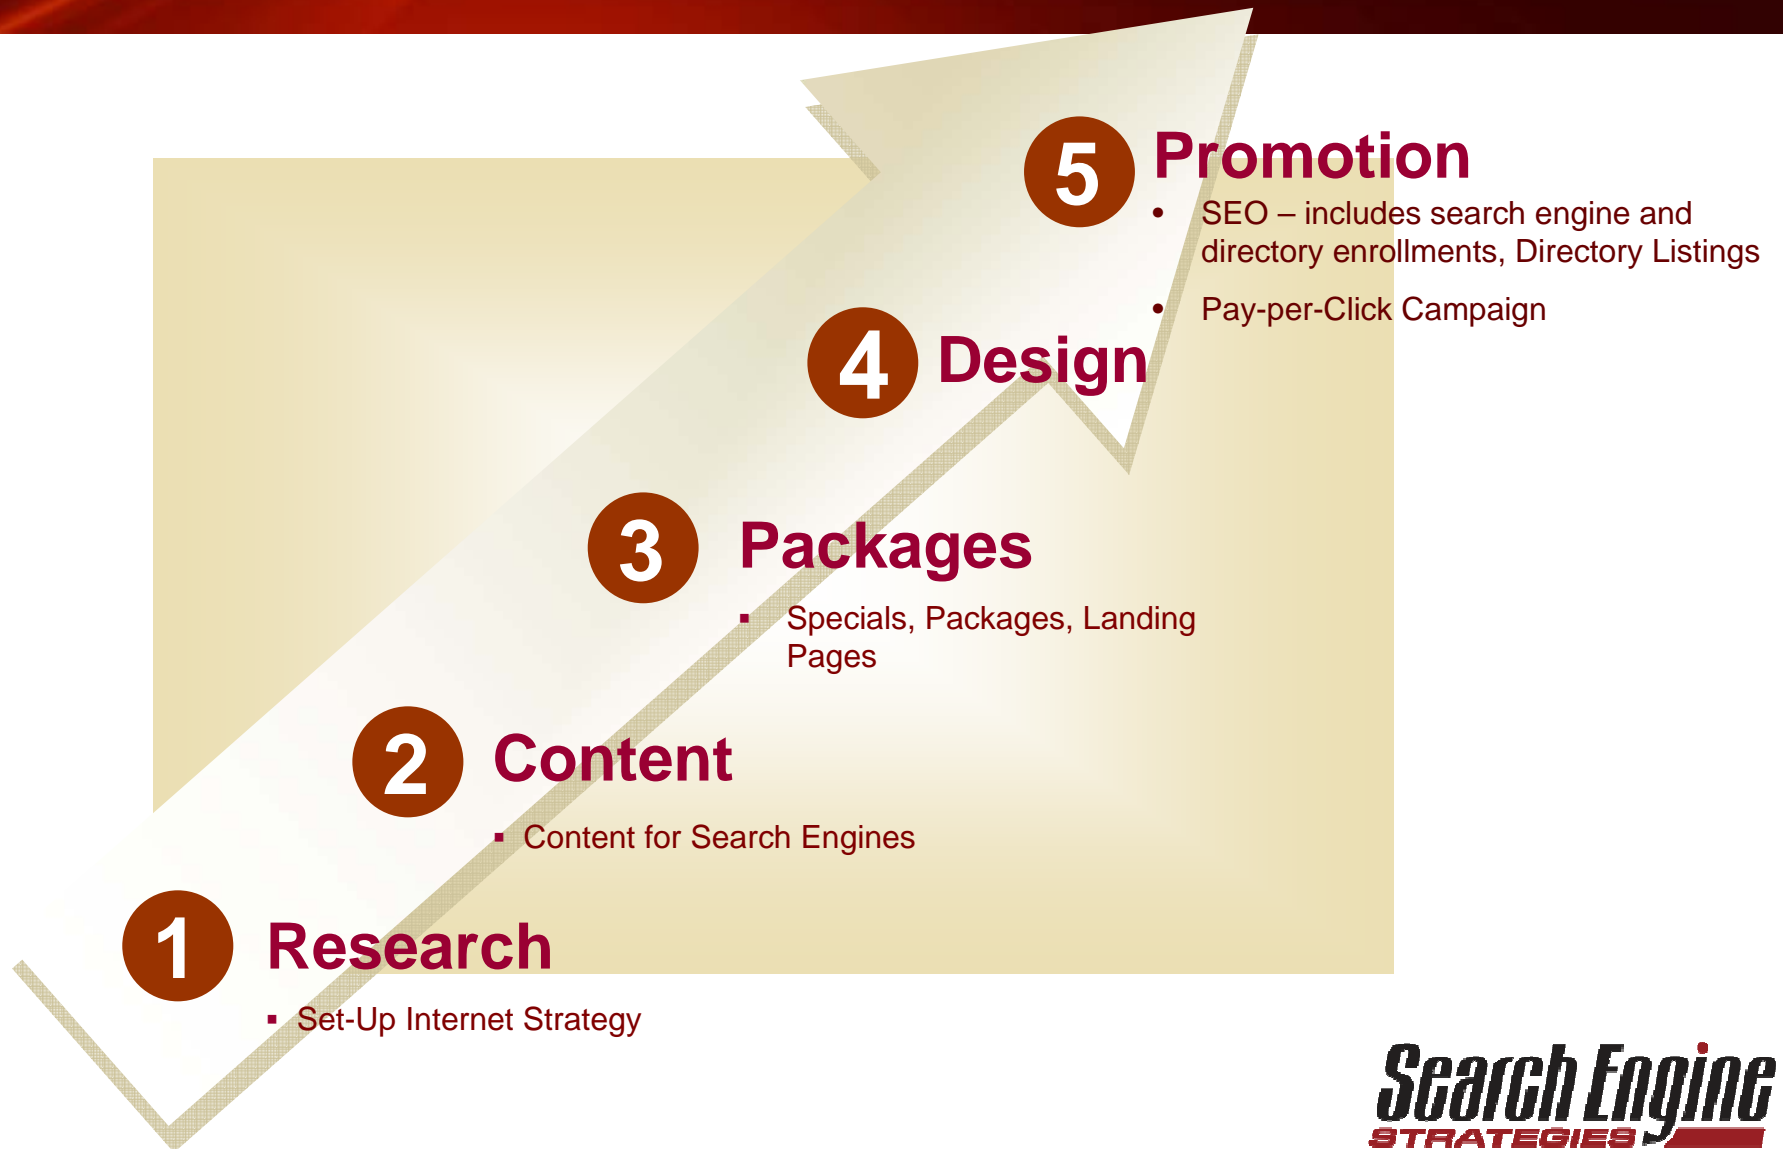 5 Promotion
• SEO – includes search engine and
directory enrollments, Directory Listings
• Pay-per-Click Campaign
4 Design
3 Packages
▪ Specials, Packages, Landing
Pages
2 Content
▪ Content for Search Engines
1 Research
▪ Set-Up Internet Strategy
Search Engine
STRATEGIES